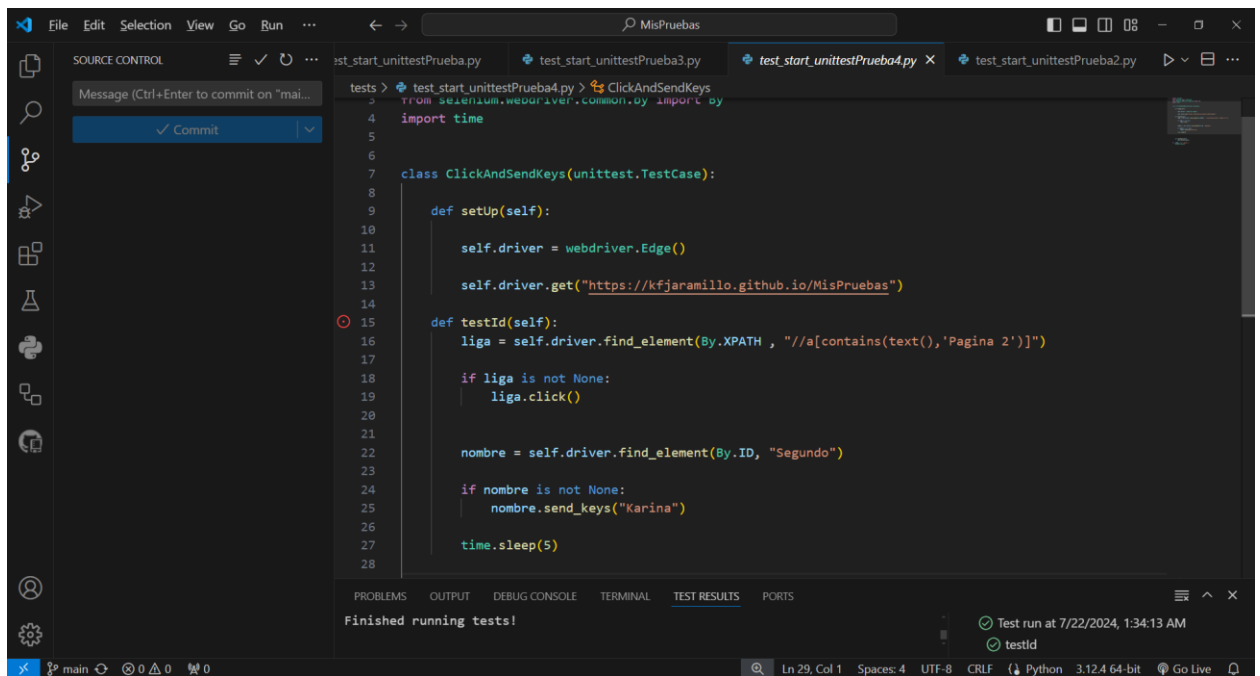 File Edit Selection View Go Run ··· MisPruebas
SOURCE CONTROL
Message (Ctrl+Enter to commit on "mai...
Commit
est_start_unittestPrueba.py test_start_unittestPrueba3.py test_start_unittestPrueba4.py test_start_unittestPrueba2.py
tests > test_start_unittestPrueba4.py > ClickAndSendKeys
3 from selenium.webdriver.common.by import By
4 import time
5
6
7 class ClickAndSendKeys(unittest.TestCase):
8
9 def setUp(self):
10
11 self.driver = webdriver.Edge()
12
13 self.driver.get("https://kfjaramillo.github.io/MisPruebas")
14
15 def testId(self):
16 liga = self.driver.find_element(By.XPATH , "//a[contains(text(),'Pagina 2')]")
17
18 if liga is not None:
19 liga.click()
20
21
22 nombre = self.driver.find_element(By.ID, "Segundo")
23
24 if nombre is not None:
25 nombre.send_keys("Karina")
26
27 time.sleep(5)
28
PROBLEMS OUTPUT DEBUG CONSOLE TERMINAL TEST RESULTS PORTS
Finished running tests!
Test run at 7/22/2024, 1:34:13 AM
testId
main 0 0 0 Ln 29, Col 1 Spaces: 4 UTF-8 CRLF Python 3.12.4 64-bit Go Live